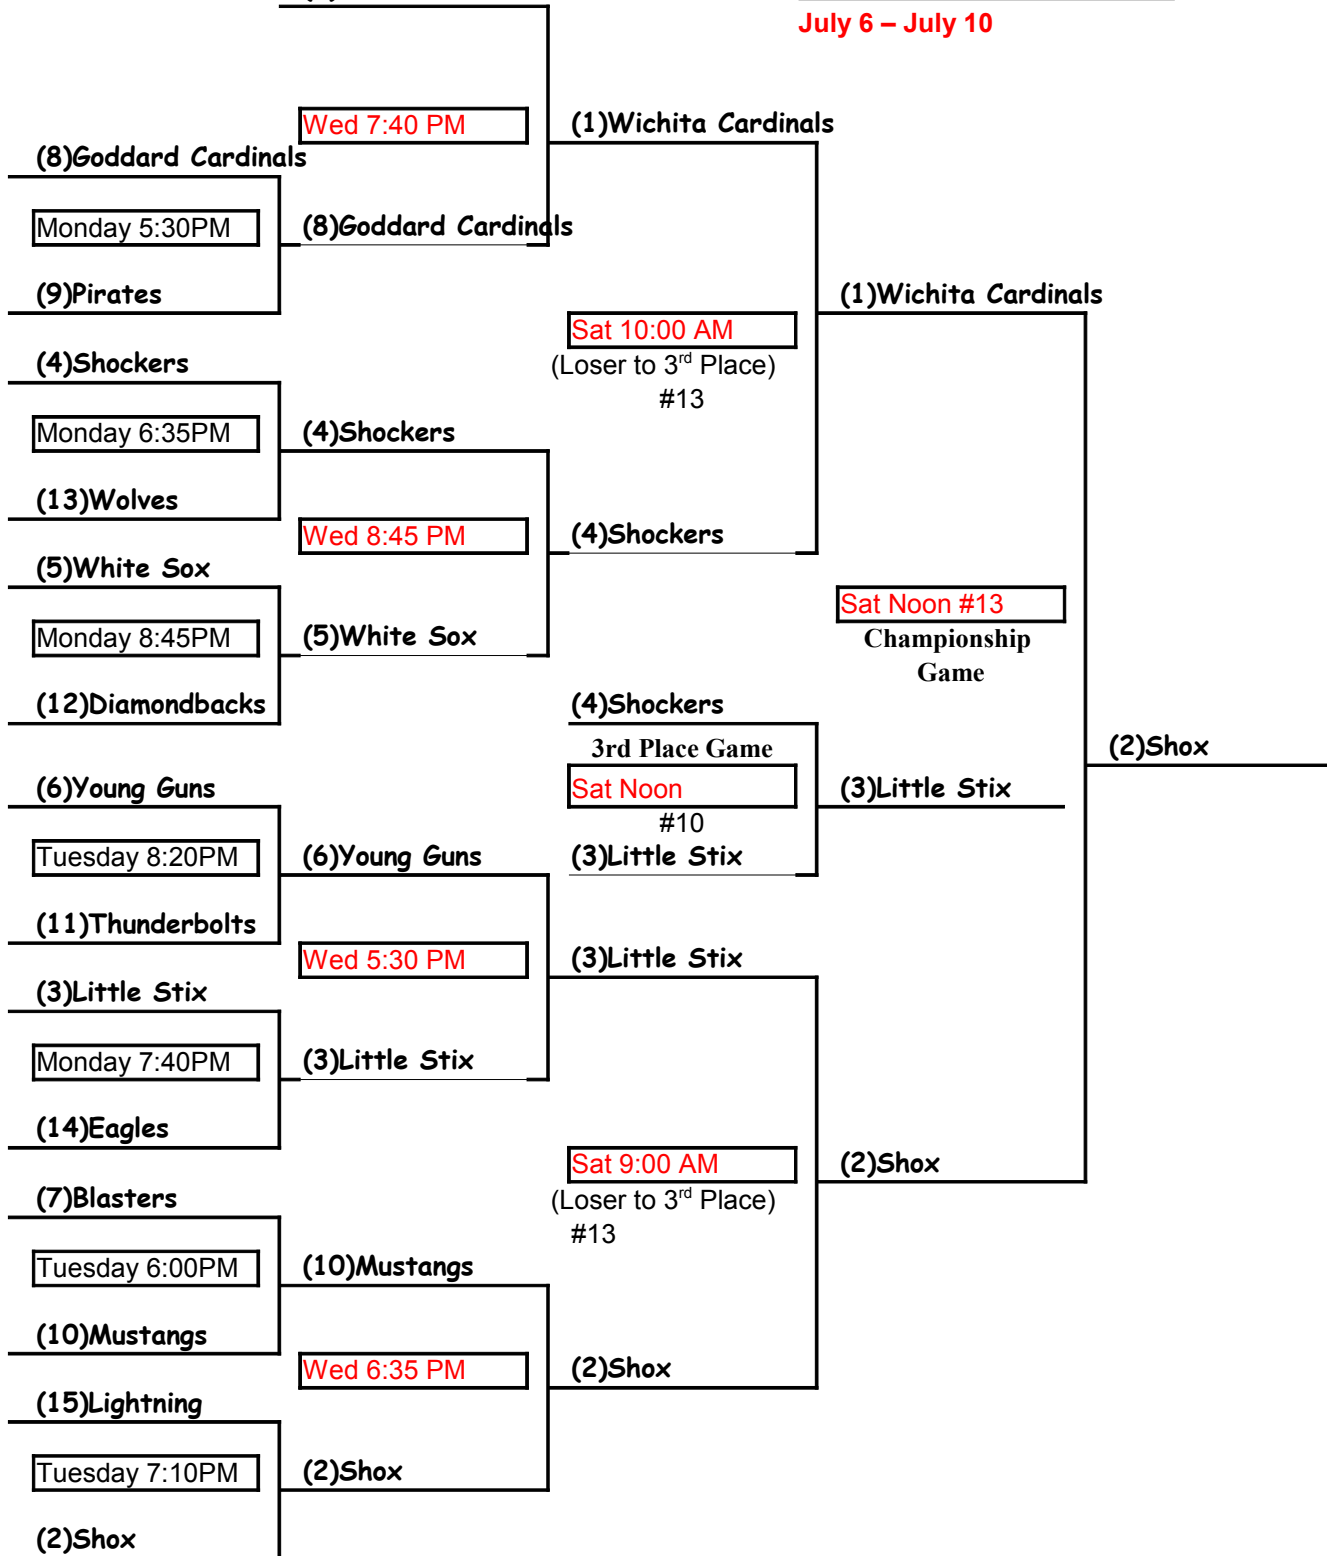 July 6 – July 10
Wed 7:40 PM
(1)Wichita Cardinals
(8)Goddard Cardinals
Monday 5:30PM
(8)Goddard Cardinals
(9)Pirates
(1)Wichita Cardinals
Sat 10:00 AM
(4)Shockers
(Loser to 3rd Place)
#13
Monday 6:35PM
(4)Shockers
(13)Wolves
Wed 8:45 PM
(4)Shockers
(5)White Sox
Sat Noon #13
Monday 8:45PM
(5)White Sox
Championship
Game
(12)Diamondbacks
(4)Shockers
3rd Place Game
(2)Shox
(6)Young Guns
Sat Noon
(3)Little Stix
#10
Tuesday 8:20PM
(6)Young Guns
(3)Little Stix
(11)Thunderbolts
Wed 5:30 PM
(3)Little Stix
(3)Little Stix
Monday 7:40PM
(3)Little Stix
(14)Eagles
Sat 9:00 AM
(2)Shox
(7)Blasters
(Loser to 3rd Place)
#13
Tuesday 6:00PM
(10)Mustangs
(10)Mustangs
Wed 6:35 PM
(2)Shox
(15)Lightning
Tuesday 7:10PM
(2)Shox
(2)Shox